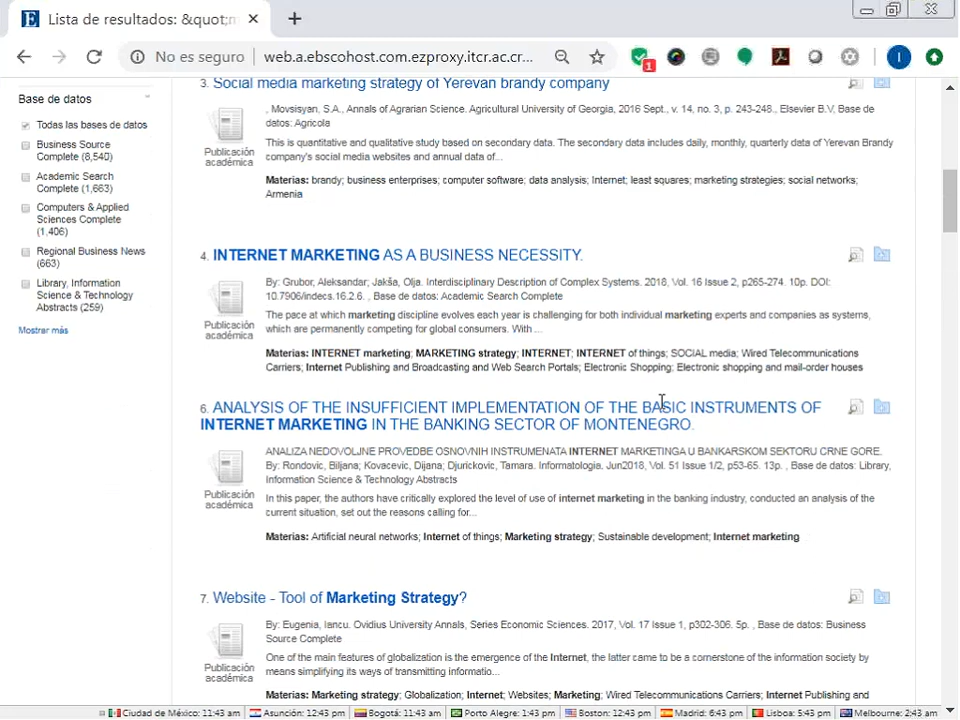 Lista de resultados: &quot;m
No es seguro
web.a.ebscohost.com.ezproxy.itcr.ac.cr...
1
I
Base de datos
Todas las bases de datos
Business Source
Complete (8,540)
Academic Search
Complete (1,663)
Computers & Applied
Sciences Complete
(1,406)
Regional Business News
(663)
Library, Information
Science & Technology
Abstracts (259)
Mostrar más
3. Social media marketing strategy of Yerevan brandy company
Publicación
académica
, Movsisyan, S.A., Annals of Agrarian Science. Agricultural University of Georgia, 2016 Sept., v. 14, no. 3, p. 243-248., Elsevier B.V, Base de
datos: Agricola
This is quantitative and qualitative study based on secondary data. The secondary data includes daily, monthly, quarterly data of Yerevan Brandy
company's social media websites and annual data of...
Materias: brandy; business enterprises; computer software; data analysis; Internet; least squares; marketing strategies; social networks;
Armenia
4. INTERNET MARKETING AS A BUSINESS NECESSITY.
Publicación
académica
By: Grubor, Aleksandar; Jakša, Olja. Interdisciplinary Description of Complex Systems. 2018, Vol. 16 Issue 2, p265-274. 10p. DOI:
10.7906/indecs.16.2.6. , Base de datos: Academic Search Complete
The pace at which marketing discipline evolves each year is challenging for both individual marketing experts and companies as systems,
which are permanently competing for global consumers. With ...
Materias: INTERNET marketing; MARKETING strategy; INTERNET; INTERNET of things; SOCIAL media; Wired Telecommunications
Carriers; Internet Publishing and Broadcasting and Web Search Portals; Electronic Shopping; Electronic shopping and mail-order houses
6. ANALYSIS OF THE INSUFFICIENT IMPLEMENTATION OF THE BASIC INSTRUMENTS OF
INTERNET MARKETING IN THE BANKING SECTOR OF MONTENEGRO.
Publicación
académica
ANALIZA NEDOVOLJNE PROVEDBE OSNOVNIH INSTRUMENATA INTERNET MARKETINGA U BANKARSKOM SEKTORU CRNE GORE.
By: Rondovic, Biljana; Kovacevic, Dijana; Djurickovic, Tamara. Informatologia. Jun2018, Vol. 51 Issue 1/2, p53-65. 13p. , Base de datos: Library,
Information Science & Technology Abstracts
In this paper, the authors have critically explored the level of use of internet marketing in the banking industry, conducted an analysis of the
current situation, set out the reasons calling for...
Materias: Artificial neural networks; Internet of things; Marketing strategy; Sustainable development; Internet marketing
7. Website - Tool of Marketing Strategy?
Publicación
académica
By: Eugenia, Iancu. Ovidius University Annals, Series Economic Sciences. 2017, Vol. 17 Issue 1, p302-306. 5p. , Base de datos: Business
Source Complete
One of the main features of globalization is the emergence of the Internet, the latter came to be a cornerstone of the information society by
means simplifying its ways of transmitting informatio...
Materias: Marketing strategy; Globalization; Internet; Websites; Marketing; Wired Telecommunications Carriers; Internet Publishing and
Ciudad de México: 11:43 am Asunción: 12:43 pm Bogotá: 11:43 am Porto Alegre: 1:43 pm Boston: 12:43 pm Madrid: 6:43 pm Lisboa: 5:43 pm Melbourne: 2:43 am